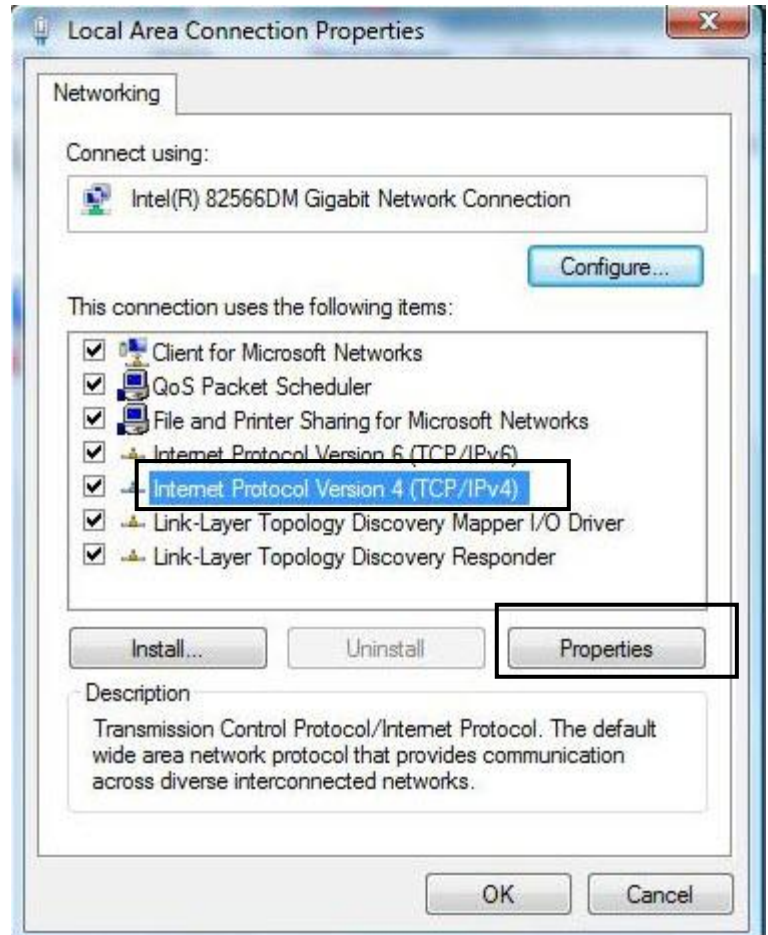 Local Area Connection Properties
Networking
Connect using:
Intel(R) 82566DM Gigabit Network Connection
Configure...
This connection uses the following items:
Client for Microsoft Networks
QoS Packet Scheduler
File and Printer Sharing for Microsoft Networks
Internet Protocol Version 6 (TCP/IPv6)
Internet Protocol Version 4 (TCP/IPv4)
Link-Layer Topology Discovery Mapper I/O Driver
Link-Layer Topology Discovery Responder
Install... Uninstall Properties
Description
Transmission Control Protocol/Internet Protocol. The default
wide area network protocol that provides communication
across diverse interconnected networks.
OK Cancel